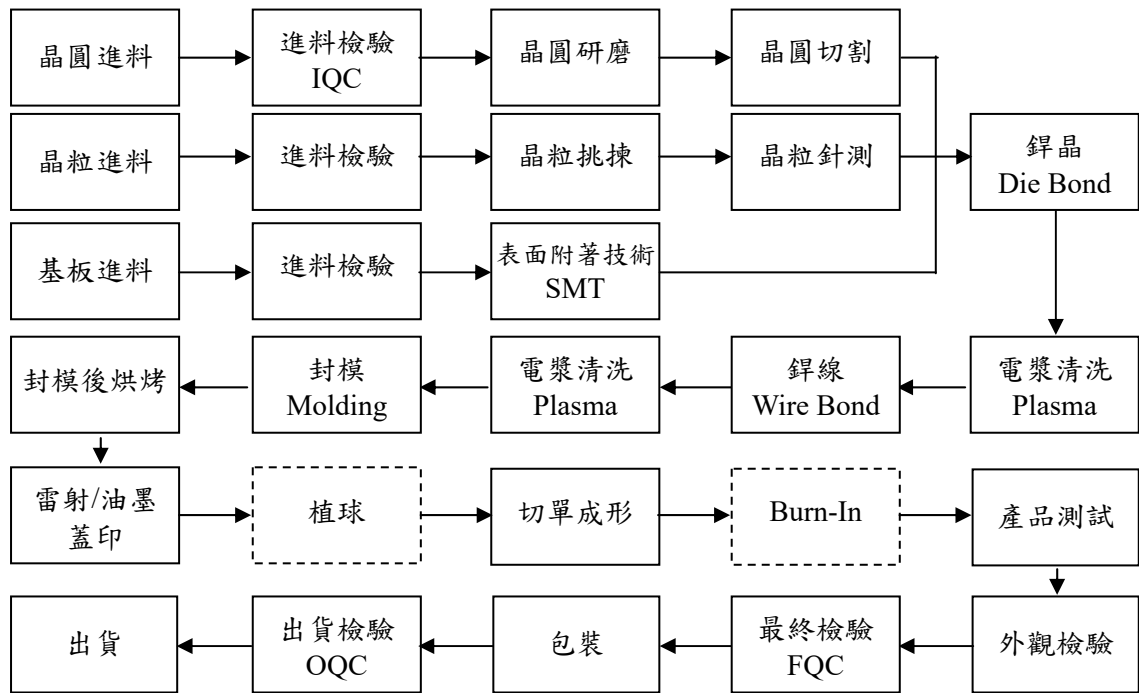 晶圓進料
進料檢驗
IQC
晶圓研磨
晶圓切割
晶粒進料
進料檢驗
晶粒挑揀
晶粒針測
銲晶
Die Bond
基板進料
進料檢驗
表面附著技術
SMT
封模後烘烤
封模
Molding
電漿清洗
Plasma
銲線
Wire Bond
電漿清洗
Plasma
雷射/油墨
蓋印
植球
切單成形
Burn-In
產品測試
出貨
出貨檢驗
OQC
包裝
最終檢驗
FQC
外觀檢驗